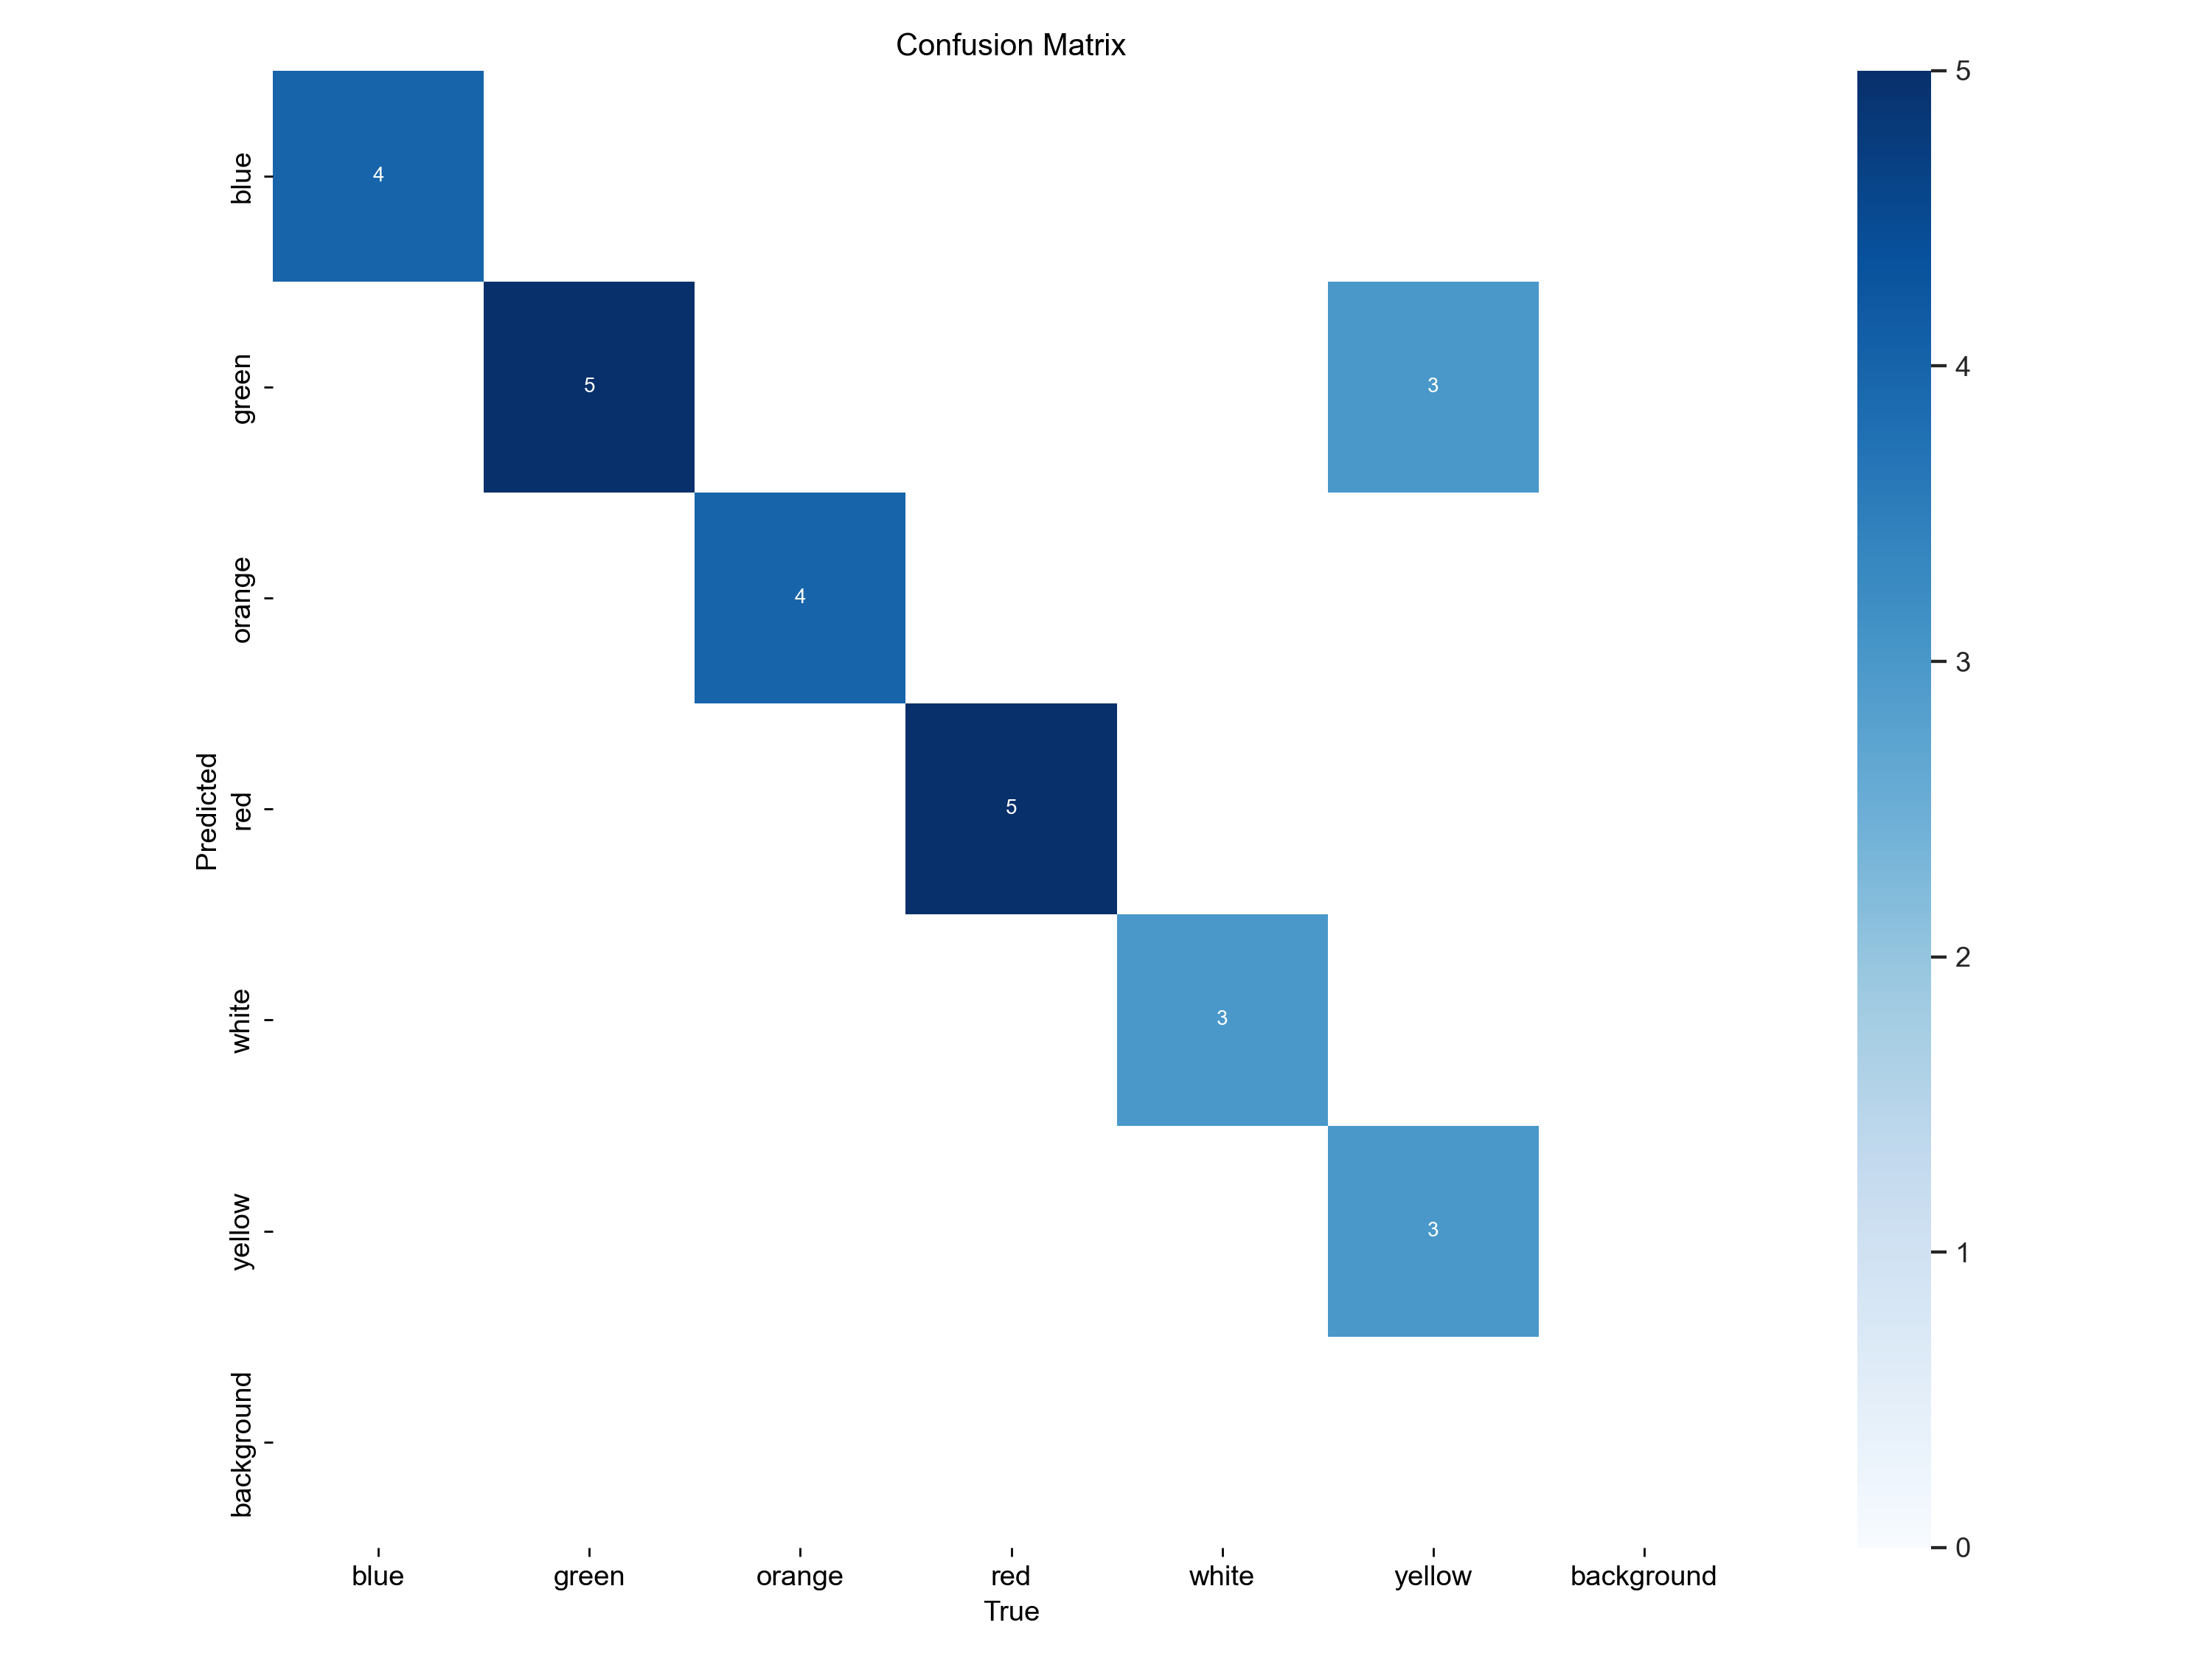 Confusion Matrix
5
4
3
2
1
0
Predicted
blue
green
orange
red
white
yellow
background
4
5
3
4
5
3
3
blue green orange red white yellow background
True